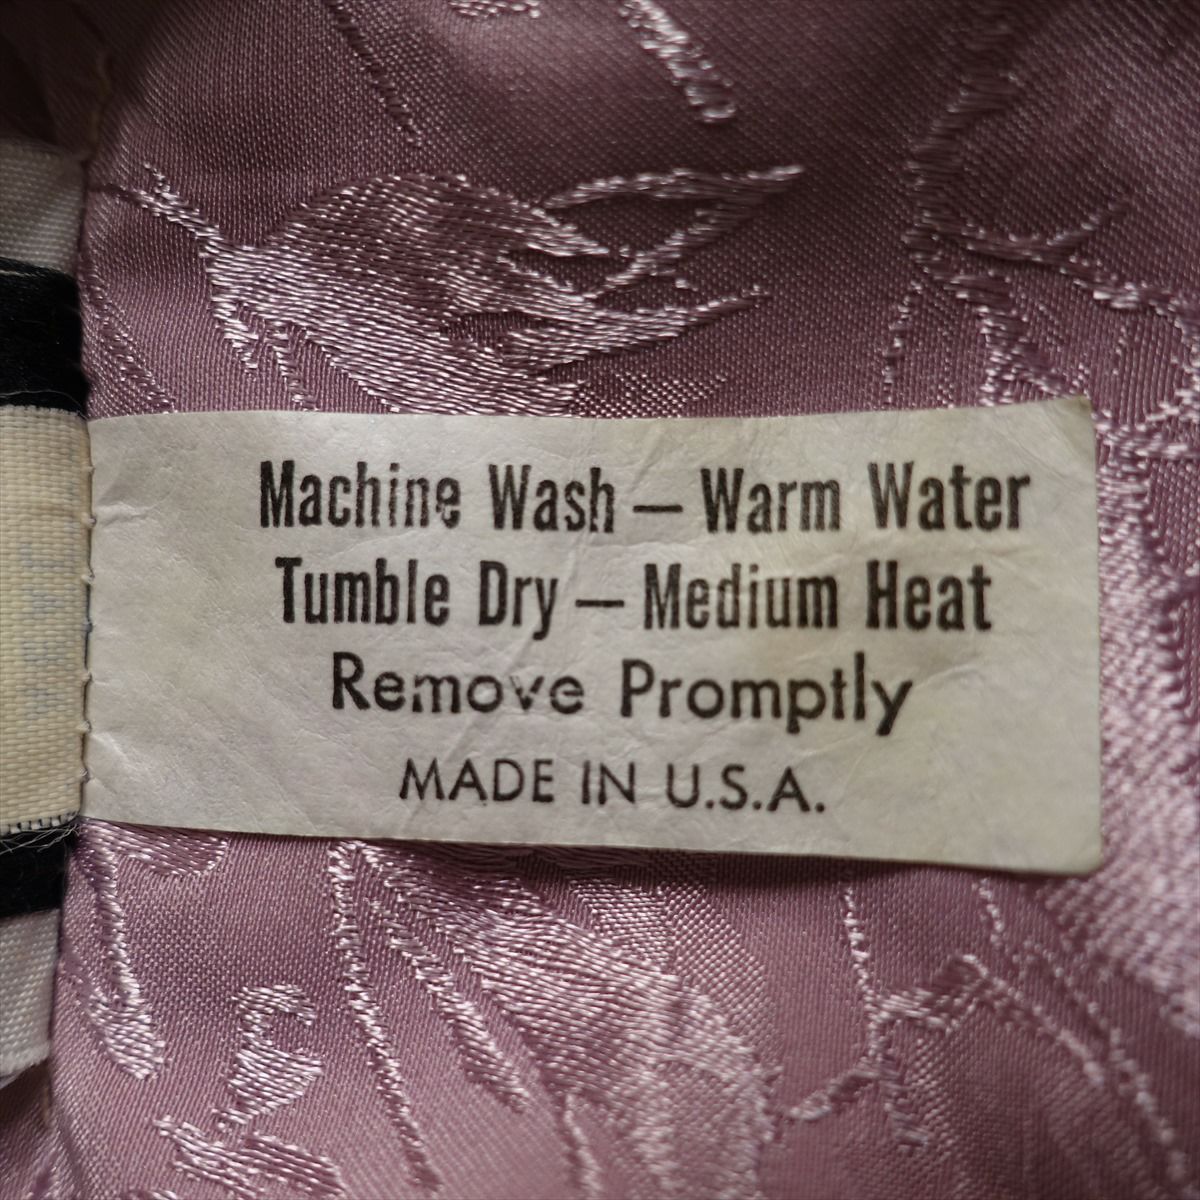 Machine Wash — Warm Water
Tumble Dry — Medium Heat
Remove Promptly
MADE IN U.S.A.